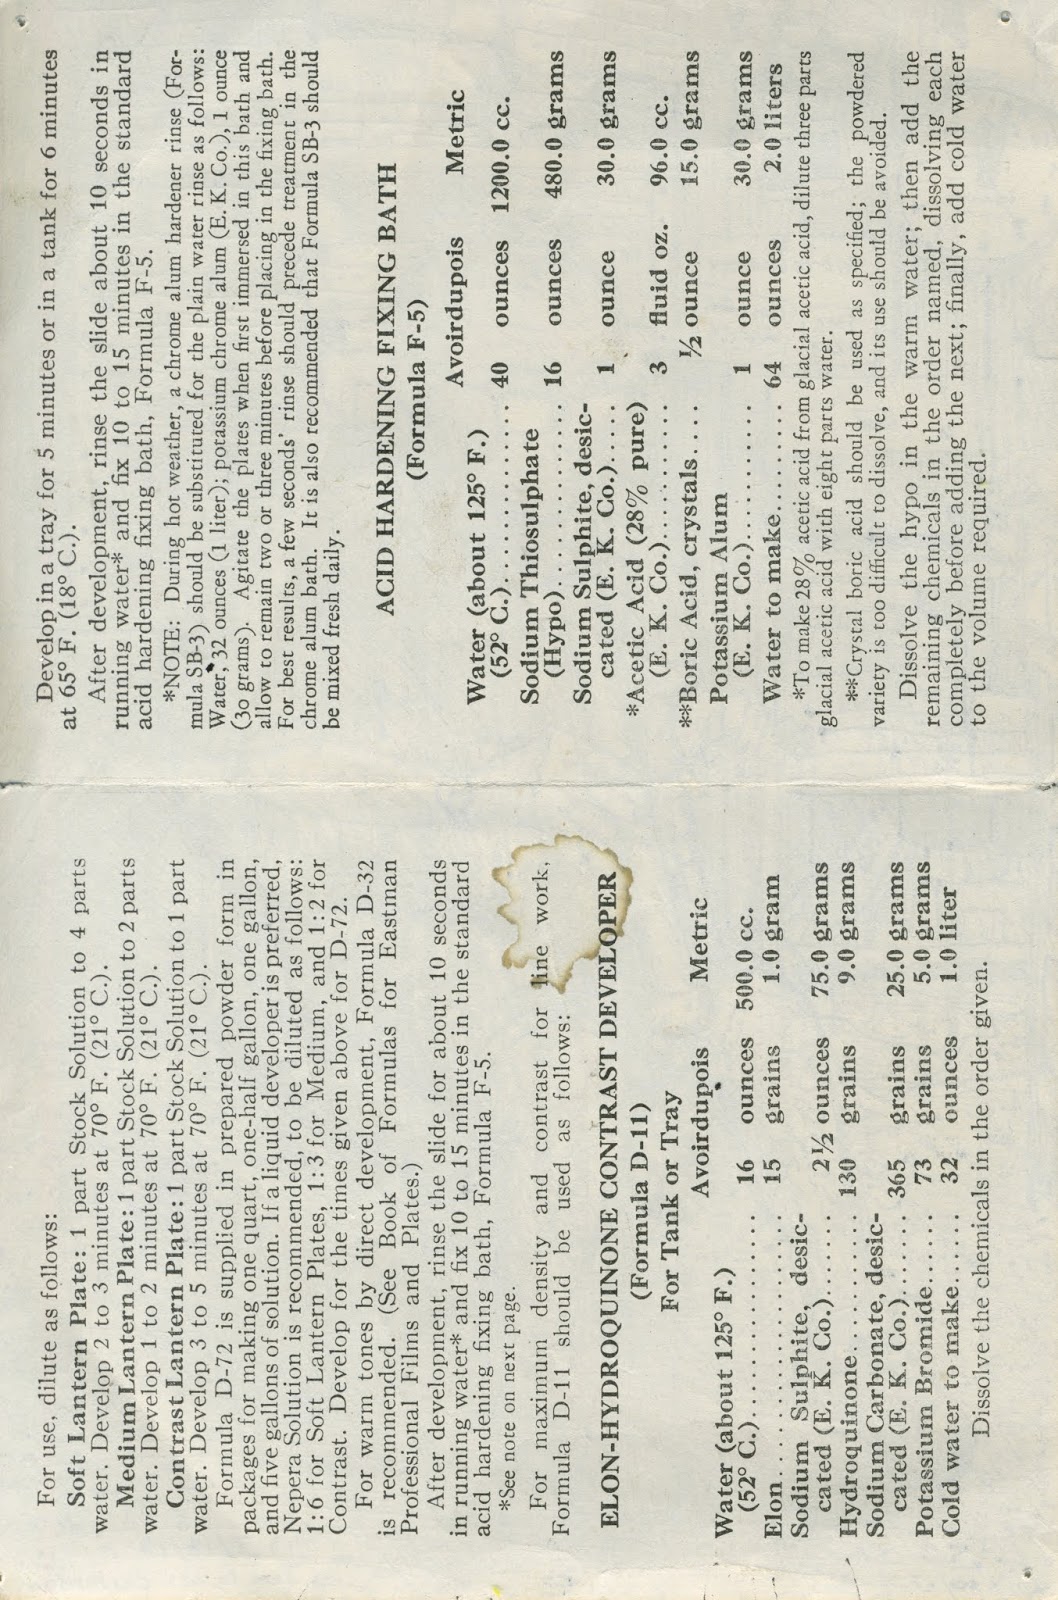 For use, dilute as follows:
Soft Lantern Plate: 1 part Stock Solution to 4 parts
water. Develop 2 to 3 minutes at 70° F. (21° C.).
Medium Lantern Plate: 1 part Stock Solution to 2 parts
water. Develop 1 to 2 minutes at 70° F. (21° C.).
Contrast Lantern Plate: 1 part Stock Solution to 1 part
water. Develop 3 to 5 minutes at 70° F. (21° C.).
Formula D-72 is supplied in prepared powder form in
packages for making one quart, one-half gallon, one gallon,
and five gallons of solution. If a liquid developer is preferred,
Nepera Solution is recommended, to be diluted as follows:
1:6 for Soft Lantern Plates, 1:3 for Medium, and 1:2 for
Contrast. Develop for the times given above for D-72.
For warm tones by direct development, Formula D-32
is recommended. (See Book of Formulas for Eastman
Professional Films and Plates.)
After development, rinse the slide for about 10 seconds
in running water* and fix 10 to 15 minutes in the standard
acid hardening fixing bath, Formula F-5.
*See note on next page.
For maximum density and contrast for line work,
Formula D-11 should be used as follows:
ELON-HYDROQUINONE CONTRAST DEVELOPER
(Formula D-11)
For Tank or Tray
Avoirdupois Metric
Water (about 125° F.)
(52° C.)..................... 16 ounces 500.0 cc.
Elon........................ 15 grains 1.0 gram
Sodium Sulphite, desic-
cated (E. K. Co.)....... 2½ ounces 75.0 grams
Hydroquinone............ 130 grains 9.0 grams
Sodium Carbonate, desic-
cated (E. K. Co.)....... 365 grains 25.0 grams
Potassium Bromide..... 73 grains 5.0 grams
Cold water to make..... 32 ounces 1.0 liter
Dissolve the chemicals in the order given.
Develop in a tray for 5 minutes or in a tank for 6 minutes
at 65° F. (18° C.).
After development, rinse the slide about 10 seconds in
running water* and fix 10 to 15 minutes in the standard
acid hardening fixing bath, Formula F-5.
*NOTE: During hot weather, a chrome alum hardener rinse (For-
mula SB-3) should be substituted for the plain water rinse as follows:
Water, 32 ounces (1 liter); potassium chrome alum (E. K. Co.), 1 ounce
(30 grams). Agitate the plates when first immersed in this bath and
allow to remain two or three minutes before placing in the fixing bath.
For best results, a few seconds' rinse should precede treatment in the
chrome alum bath. It is also recommended that Formula SB-3 should
be mixed fresh daily.
ACID HARDENING FIXING BATH
(Formula F-5)
Avoirdupois Metric
Water (about 125° F.)
(52° C.)................. 40 ounces 1200.0 cc.
Sodium Thiosulphate
(Hypo).................. 16 ounces 480.0 grams
Sodium Sulphite, desic-
cated (E. K. Co.)..... 1 ounce 30.0 grams
*Acetic Acid (28% pure)
(E. K. Co.)............. 3 fluid oz. 96.0 cc.
**Boric Acid, crystals.... ½ ounce 15.0 grams
Potassium Alum
(E. K. Co.)............. 1 ounce 30.0 grams
Water to make........... 64 ounces 2.0 liters
*To make 28% acetic acid from glacial acetic acid, dilute three parts
glacial acetic acid with eight parts water.
**Crystal boric acid should be used as specified; the powdered
variety is too difficult to dissolve, and its use should be avoided.
Dissolve the hypo in the warm water; then add the
remaining chemicals in the order named, dissolving each
completely before adding the next; finally, add cold water
to the volume required.